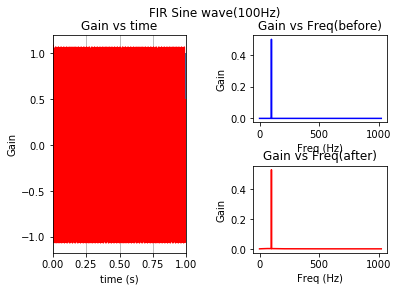 FIR Sine wave(100Hz)
Gain vs time
1.0
0.5
0.0
−0.5
−1.0
Gain
0.00 0.25 0.50 0.75 1.00
time (s)
Gain vs Freq(before)
0.4
0.2
0.0
Gain
0 500 1000
Freq (Hz)
Gain vs Freq(after)
0.4
0.2
0.0
Gain
0 500 1000
Freq (Hz)